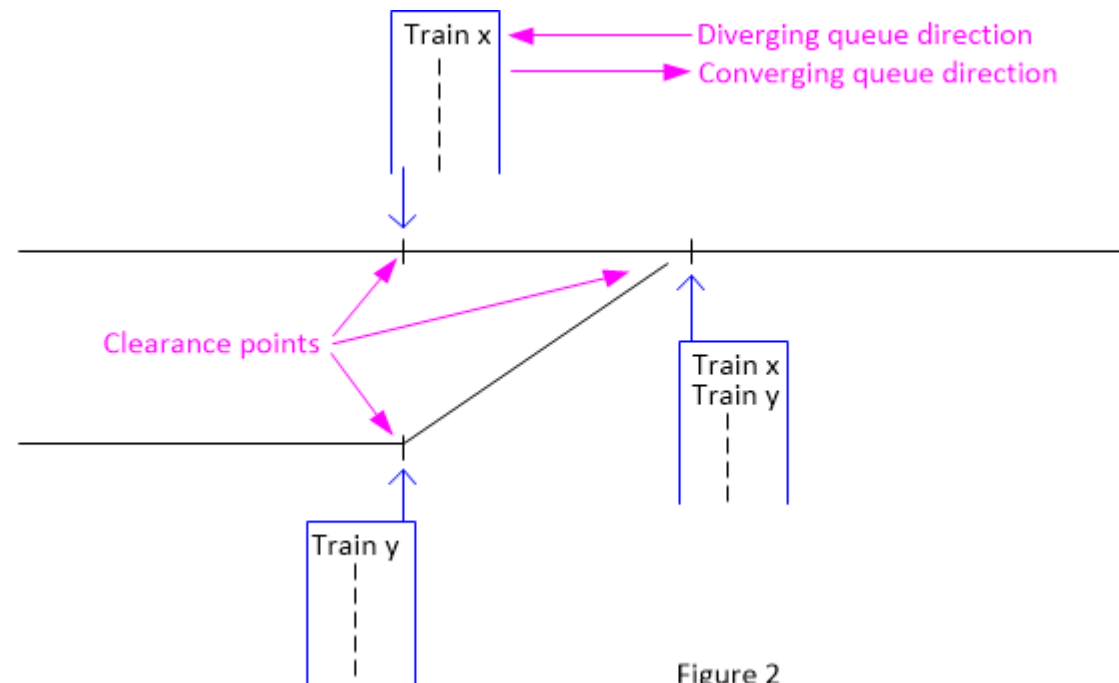 Train x
Diverging queue direction
Converging queue direction
Clearance points
Train x
Train y
Train y
Figure 2